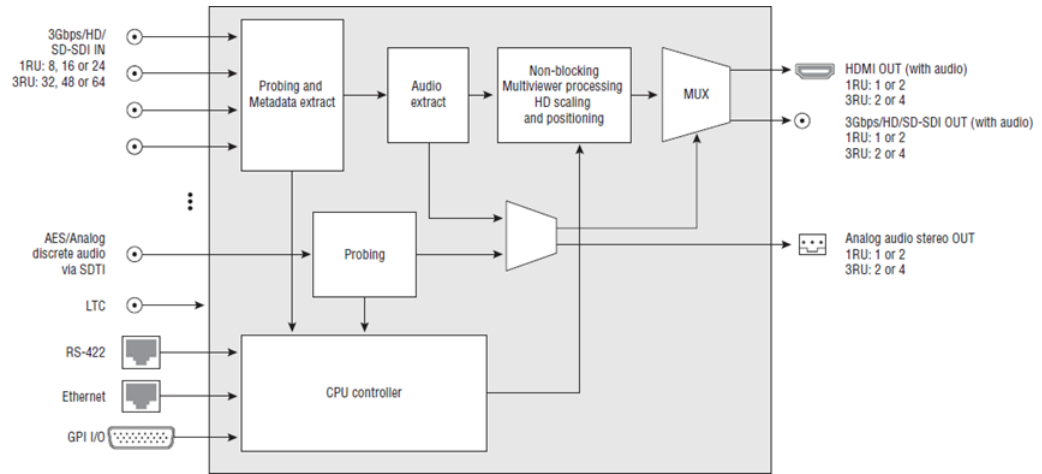 3Gbps/HD/
SD-SDI IN
1RU: 8, 16 or 24
3RU: 32, 48 or 64
Probing and
Metadata extract
Audio
extract
Non-blocking
Multiviewer processing
HD scaling
and positioning
MUX
HDMI OUT (with audio)
1RU: 1 or 2
3RU: 2 or 4
3Gbps/HD/SD-SDI OUT (with audio)
1RU: 1 or 2
3RU: 2 or 4
AES/Analog
discrete audio
via SDTI
Probing
Analog audio stereo OUT
1RU: 1 or 2
3RU: 2 or 4
LTC
RS-422
Ethernet
GPI I/O
CPU controller